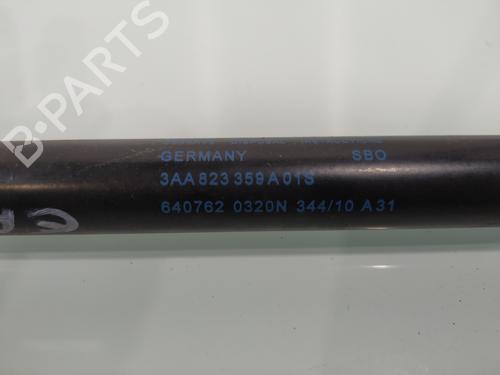 GERMANY SBO
3AA 823 359 A 01S
640762 0320N 344/10 A31
B-PARTS